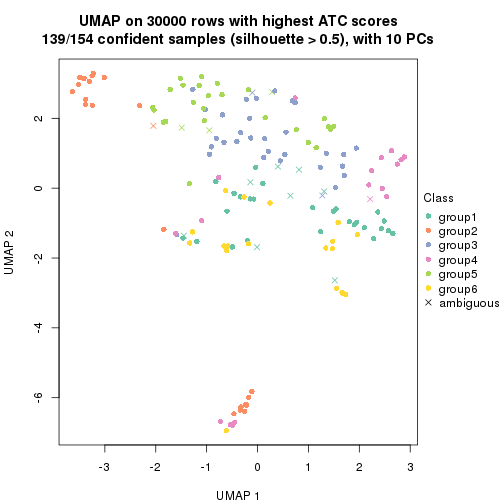 UMAP on 30000 rows with highest ATC scores
139/154 confident samples (silhouette > 0.5), with 10 PCs
UMAP 2
2
0
-2
-4
-6
-3
-2
-1
0
1
2
3
UMAP 1
Class
group1
group2
group3
group4
group5
group6
ambiguous